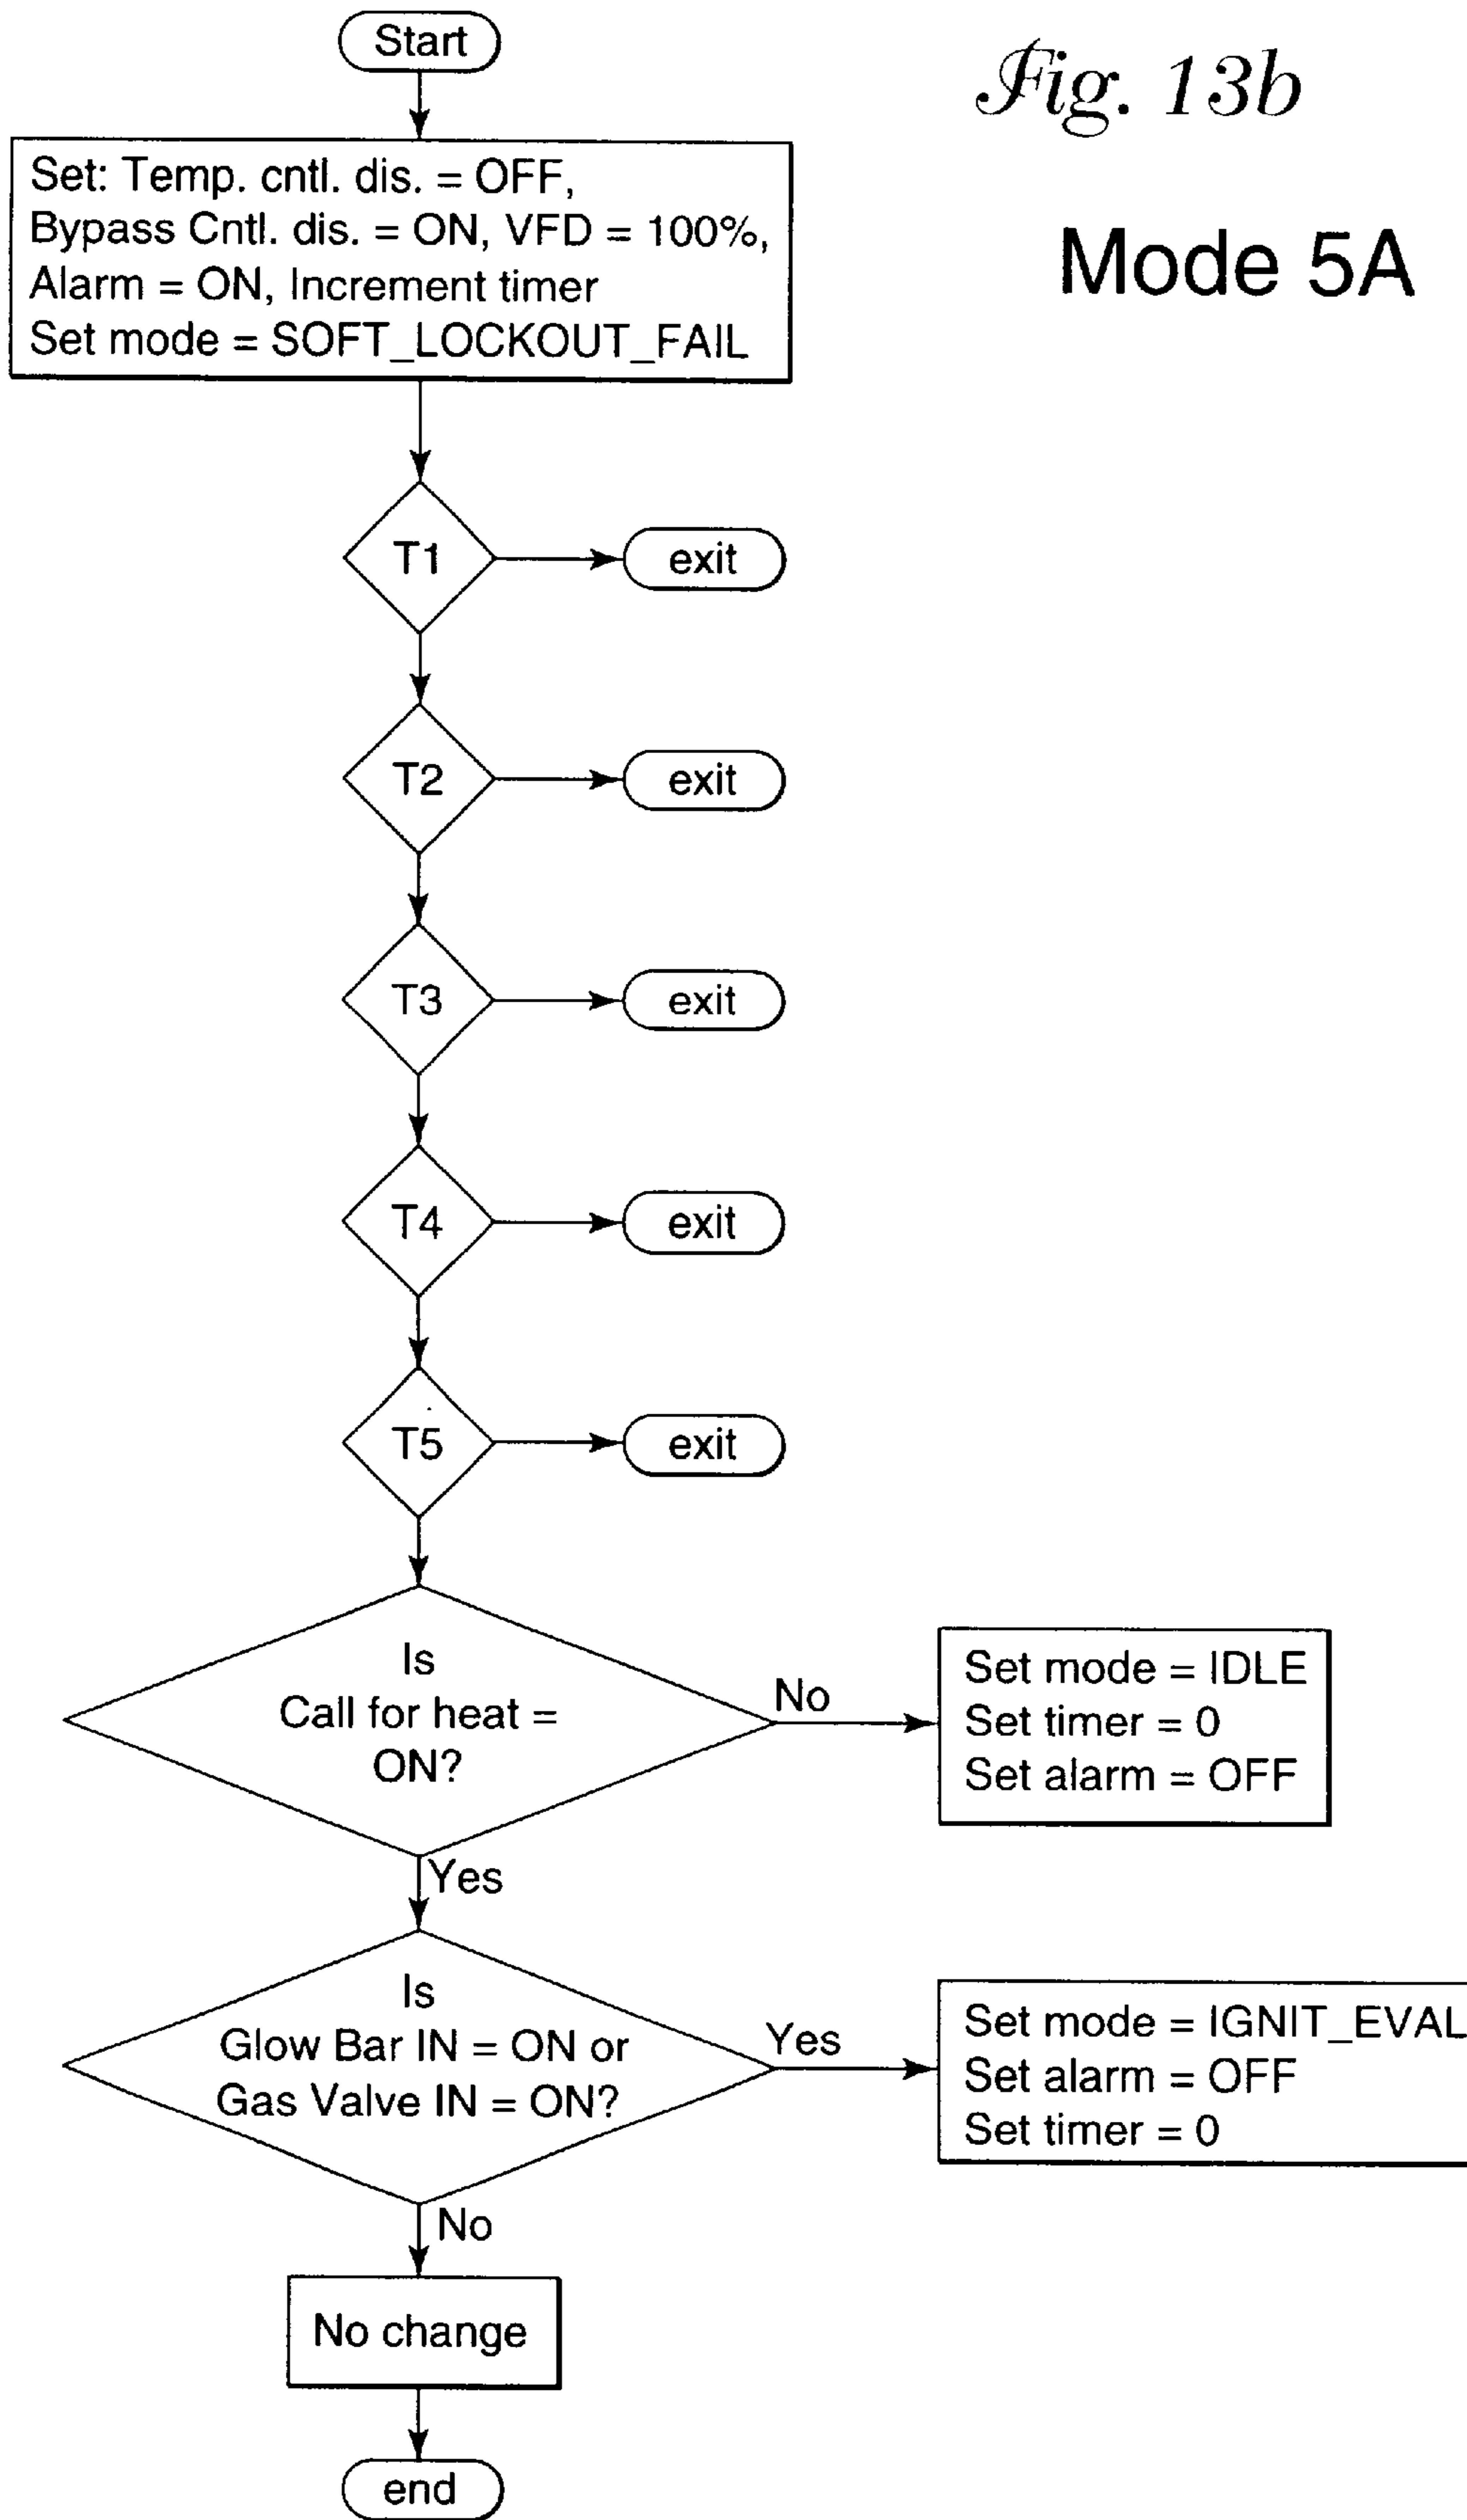 Start
Fig. 13b
Mode 5A
Set: Temp. cntl. dis. = OFF,
Bypass Cntl. dis. = ON, VFD = 100%,
Alarm = ON, Increment timer
Set mode = SOFT_LOCKOUT_FAIL
T1
exit
T2
exit
T3
exit
T4
exit
T5
exit
Is
Call for heat =
ON?
No
Set mode = IDLE
Set timer = 0
Set alarm = OFF
Yes
Is
Glow Bar IN = ON or
Gas Valve IN = ON?
Yes
Set mode = IGNIT_EVAL
Set alarm = OFF
Set timer = 0
No
No change
end